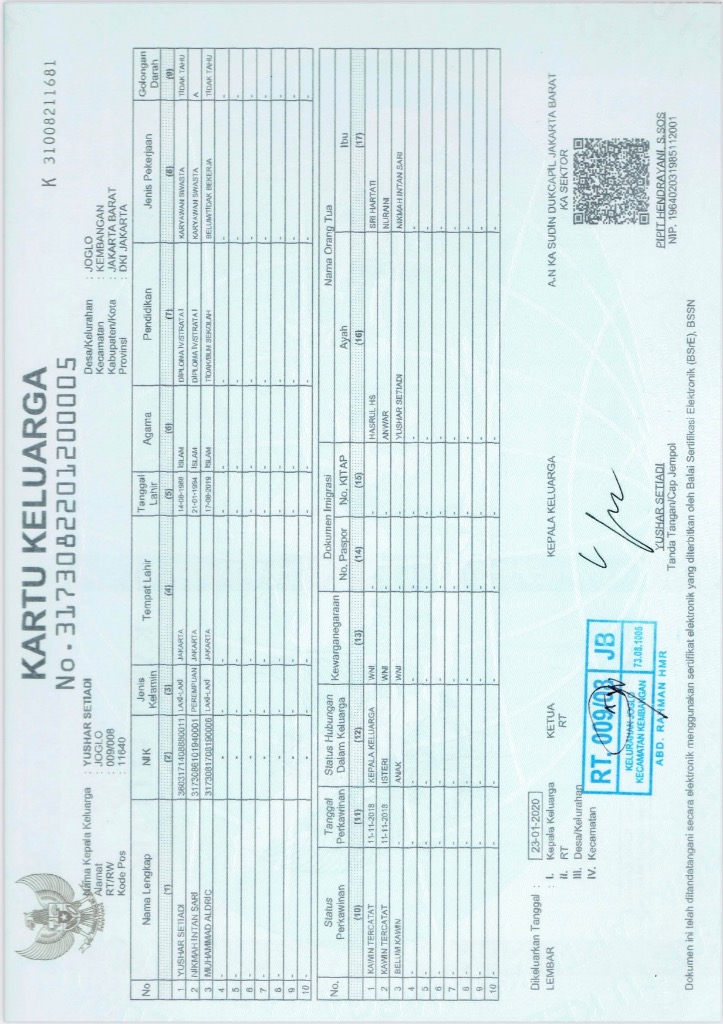 KARTU KELUARGA
No. 3173082201200005
K 31008211681
Nama Kepala Keluarga : YUSHAR SETIADI
Alamat : JOGLO
RT/RW : 009/008
Kode Pos : 11640
Desa/Kelurahan : JOGLO
Kecamatan : KEMBANGAN
Kabupaten/Kota : JAKARTA BARAT
Provinsi : DKI JAKARTA
No Nama Lengkap NIK Jenis Kelamin Tempat Lahir Tanggal Lahir Agama Pendidikan Jenis Pekerjaan Golongan Darah
(1) (2) (3) (4) (5) (6) (7) (8) (9)
1 YUSHAR SETIADI 3603171408880011 LAKI-LAKI JAKARTA 14-08-1988 ISLAM DIPLOMA IV/STRATA I KARYAWAN SWASTA TIDAK TAHU
2 NIKMAH INTAN SARI 3173086101940001 PEREMPUAN JAKARTA 21-01-1994 ISLAM DIPLOMA IV/STRATA I KARYAWAN SWASTA A
3 MUHAMMAD ALDRIC 3173081708190006 LAKI-LAKI JAKARTA 17-08-2019 ISLAM TIDAK/BLM SEKOLAH BELUM/TIDAK BEKERJA TIDAK TAHU
4 - - - - - - - - -
5 - - - - - - - - -
6 - - - - - - - - -
7 - - - - - - - - -
8 - - - - - - - - -
9 - - - - - - - - -
10 - - - - - - - - -
No. Status Perkawinan Tanggal Perkawinan Status Hubungan Dalam Keluarga Kewarganegaraan Dokumen Imigrasi Nama Orang Tua
No. Paspor No. KITAP Ayah Ibu
(10) (11) (12) (13) (14) (15) (16) (17)
1 KAWIN TERCATAT 11-11-2018 KEPALA KELUARGA WNI - - HASRUL HS SRI HARTATI
2 KAWIN TERCATAT 11-11-2018 ISTERI WNI - - ANWAR NURAINI
3 BELUM KAWIN - ANAK WNI - - YUSHAR SETIADI NIKMAH INTAN SARI
4 - - - - - - - -
5 - - - - - - - -
6 - - - - - - - -
7 - - - - - - - -
8 - - - - - - - -
9 - - - - - - - -
10 - - - - - - - -
Dikeluarkan Tanggal : 23-01-2020
LEMBAR : I. Kepala Keluarga
II. RT
III. Desa/Kelurahan
IV. Kecamatan
KETUA
RT
RT. 009/08 JB
KELURAHAN JOGLO
KECAMATAN KEMBANGAN
73.08.1005
ABD. RAHMAN HMR
KEPALA KELUARGA
YUSHAR SETIADI
Tanda Tangan/Cap Jempol
A.N KA SUDIN DUKCAPIL JAKARTA BARAT
KA SEKTOR
PIPIT HENDRAYANI, S.SOS
NIP. 196402031985112001
Dokumen ini telah ditandatangani secara elektronik menggunakan sertifikat elektronik yang diterbitkan oleh Balai Sertifikasi Elektronik (BSrE), BSSN